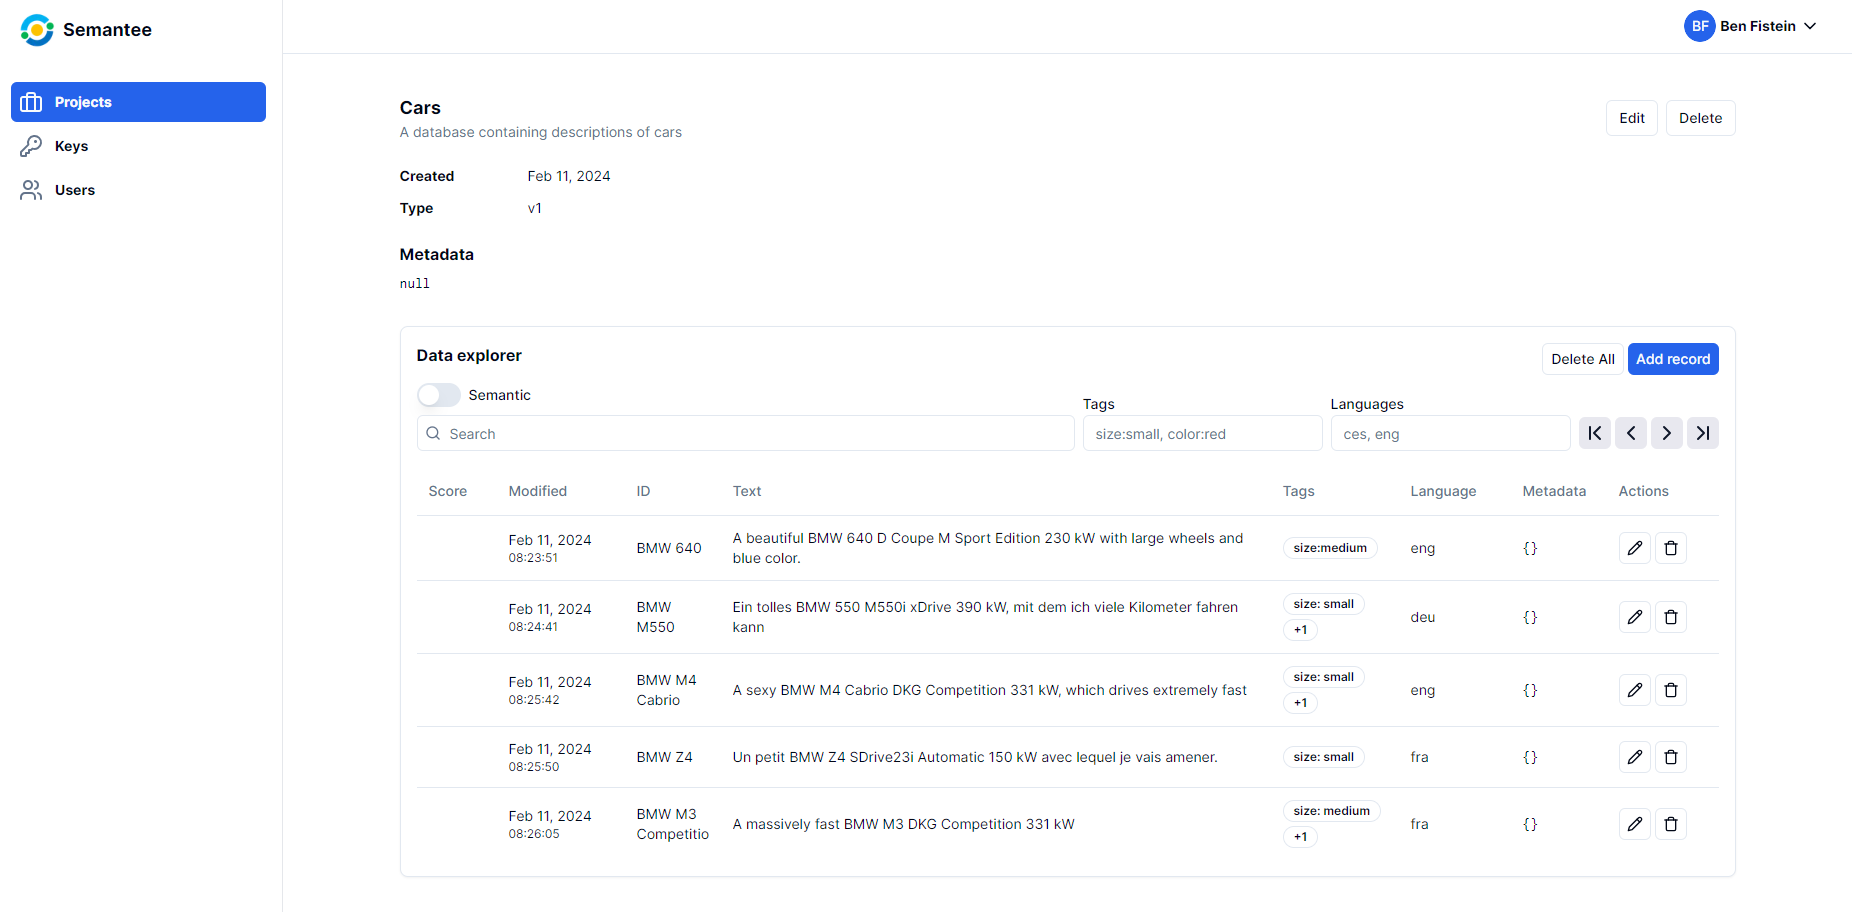 Semantee
BF Ben Fistein
Projects
Keys
Users
Cars
A database containing descriptions of cars
Edit Delete
Created Feb 11, 2024
Type v1
Metadata
null
Data explorer
Delete All Add record
Semantic
Tags Languages
Search size:small, color:red ces, eng
Score Modified ID Text Tags Language Metadata Actions
Feb 11, 2024
08:23:51
BMW 640
A beautiful BMW 640 D Coupe M Sport Edition 230 kW with large wheels and
blue color.
size:medium
eng
{}
Feb 11, 2024
08:24:41
BMW
M550
Ein tolles BMW 550 M550i xDrive 390 kW, mit dem ich viele Kilometer fahren
kann
size: small
+1
deu
{}
Feb 11, 2024
08:25:42
BMW M4
Cabrio
A sexy BMW M4 Cabrio DKG Competition 331 kW, which drives extremely fast
size: small
+1
eng
{}
Feb 11, 2024
08:25:50
BMW Z4
Un petit BMW Z4 SDrive23i Automatic 150 kW avec lequel je vais amener.
size: small
fra
{}
Feb 11, 2024
08:26:05
BMW M3
Competitio
A massively fast BMW M3 DKG Competition 331 kW
size: medium
+1
fra
{}